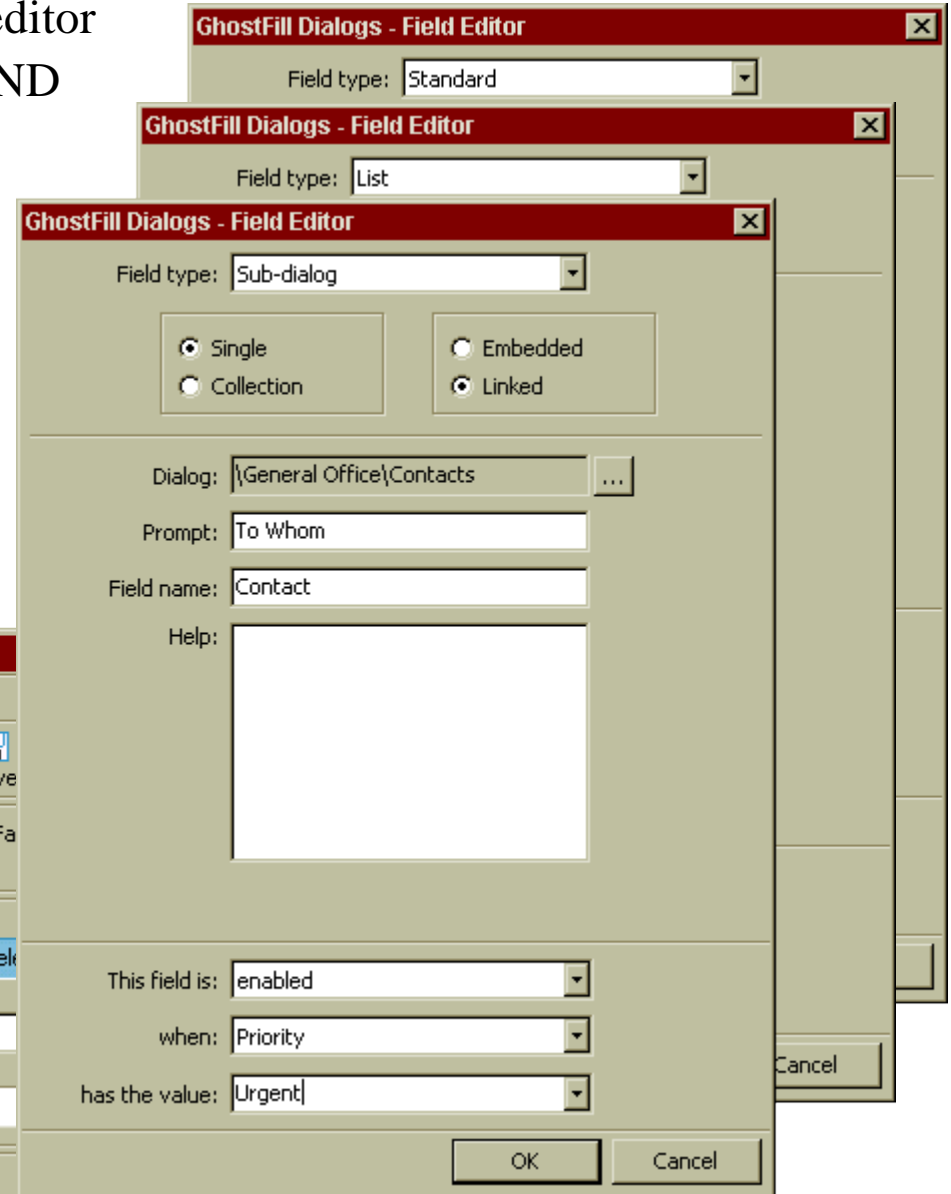 editor
ND
GhostFill Dialogs - Field Editor
Field type: Standard
GhostFill Dialogs - Field Editor
Field type: List
GhostFill Dialogs - Field Editor
Field type: Sub-dialog
Single Embedded
Collection Linked
Dialog: \General Office\Contacts ...
Prompt: To Whom
Field name: Contact
Help:
This field is: enabled
when: Priority
has the value: Urgent
OK Cancel
Cancel